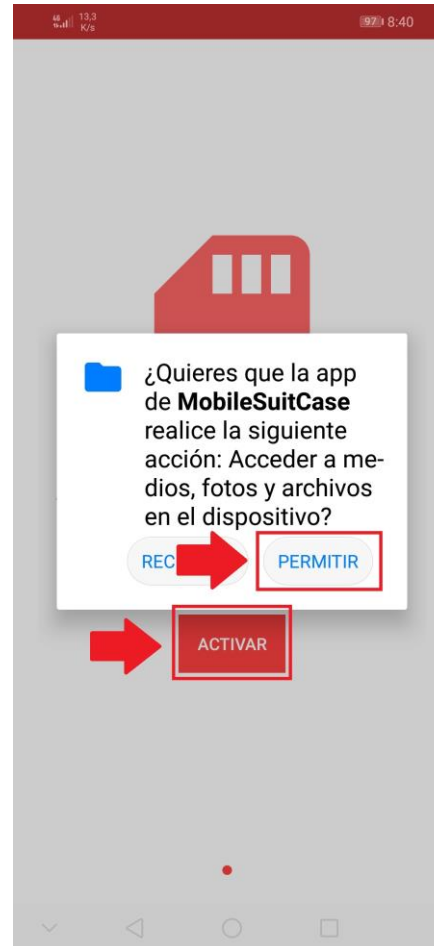 13,3
K/s
97 8:40
¿Quieres que la app
de MobileSuitCase
realice la siguiente
acción: Acceder a me-
dios, fotos y archivos
en el dispositivo?
REC
PERMITIR
ACTIVAR